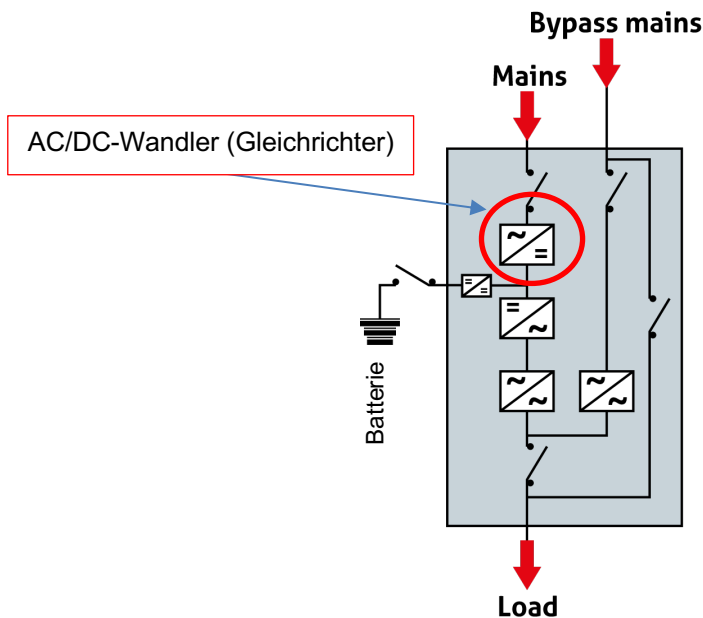 Bypass mains
Mains
AC/DC-Wandler (Gleichrichter)
Batterie
Load